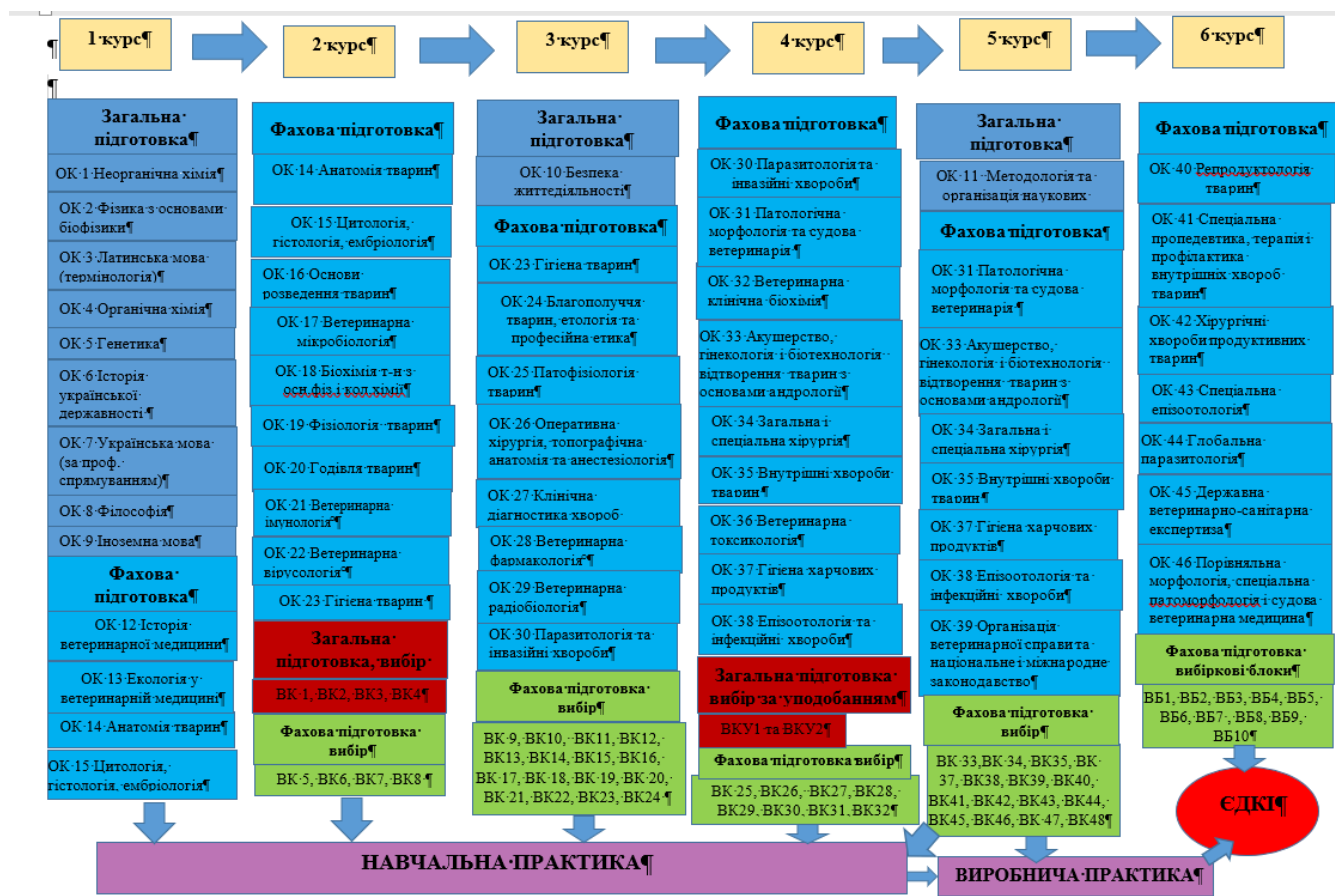 1 курс¶
2 курс¶
3 курс¶
4 курс¶
5 курс¶
6 курс¶
¶
¶
Загальна·
підготовка¶
ОК·1·Неорганічна·хімія¶
ОК·2·Фізика·з·основами·
біофізики¶
ОК·3·Латинська·мова·
(термінологія)¶
ОК·4·Органічна·хімія¶
ОК·5·Генетика¶
ОК·6·Історія·
української·
державності·¶
ОК·7·Українська·мова·
(за·проф.·
спрямуванням)¶
ОК·8·Філософія¶
ОК·9·Іноземна·мова¶
Фахова·
підготовка¶
ОК·12·Історія·
ветеринарної·медицини¶
ОК·13·Екологія·у·
ветеринарній·медицині¶
ОК·14·Анатомія·тварин¶
ОК·15·Цитологія,·
гістологія,·ембріологія¶
Фахова·підготовка¶
ОК·14·Анатомія·тварин¶
ОК·15·Цитологія,·
гістологія,·ембріологія¶
ОК·16·Основи·
розведення·тварин¶
ОК·17·Ветеринарна·
мікробіологія¶
ОК·18·Біохімія·т-н·з·
осн.фіз.і·кол.хімії¶
ОК·19·Фізіологія··тварин¶
ОК·20·Годівля·тварин¶
ОК·21·Ветеринарна·
імунологія¶
ОК·22·Ветеринарна·
вірусологія¶
ОК·23·Гігієна·тварин·¶
Загальна·
підготовка,·вибір·
ВК·1,·ВК2,·ВК3,·ВК4¶
Фахова·підготовка·
вибір¶
ВК·5,·ВК6,·ВК7,·ВК8·¶
Загальна·
підготовка¶
ОК·10·Безпека·
життєдіяльності¶
Фахова·підготовка¶
ОК·23·Гігієна·тварин¶
ОК·24·Благополуччя·
тварин,·етологія·та·
професійна·етика¶
ОК·25·Патофізіологія·
тварин¶
ОК·26·Оперативна·
хірургія,·топографічна·
анатомія·та·анестезіологія¶
ОК·27·Клінічна·
діагностика·хвороб·
ОК·28·Ветеринарна·
фармакологія¶
ОК·29·Ветеринарна·
радіобіологія¶
ОК·30·Паразитологія·та·
інвазійні·хвороби¶
Фахова·підготовка·
вибір¶
ВК·9,·ВК10,··ВК11,·ВК12,·
ВК13,·ВК14,·ВК15,·ВК16,·
ВК·17,·ВК·18,·ВК·19,·ВК·20,·
ВК·21,·ВК22,·ВК23,·ВК24·¶
Фахова·підготовка¶
ОК·30·Паразитологія·та·
інвазійні·хвороби¶
ОК·31·Патологічна·
морфологія·та·судова·
ветеринарія·¶
ОК·32·Ветеринарна·
клінічна·біохімія¶
ОК·33·Акушерство,·
гінекологія·і·біотехнологія··
відтворення··тварин·з·
основами·андрології¶
ОК·34·Загальна·і·
спеціальна·хірургія¶
ОК·35·Внутрішні·хвороби·
тварин¶
ОК·36·Ветеринарна·
токсикологія¶
ОК·37·Гігієна·харчових·
продуктів¶
ОК·38·Епізоотологія·та·
інфекційні·хвороби¶
Загальна·підготовка·
вибір·за·уподобанням¶
ВКУ1·та·ВКУ2¶
Фахова·підготовка·вибір¶
ВК·25,·ВК26,··ВК27,·ВК28,·
ВК29,·ВК30,·ВК31,ВК32¶
Загальна·
підготовка¶
ОК·11··Методологія·та·
організація·наукових·
Фахова·підготовка¶
ОК·31·Патологічна·
морфологія·та·судова·
ветеринарія·¶
ОК·33·Акушерство,·
гінекологія·і·біотехнологія··
відтворення··тварин·з·
основами·андрології¶
ОК·34·Загальна·і·
спеціальна·хірургія¶
ОК·35·Внутрішні·хвороби·
тварин¶
ОК·37·Гігієна·харчових·
продуктів¶
ОК·38·Епізоотологія·та·
інфекційні·хвороби¶
ОК·39·Організація·
ветеринарної·справи·та·
національне·і·міжнародне·
законодавство¶
Фахова·підготовка·
вибір¶
ВК·33,ВК·34,·ВК35,·ВК·
37,·ВК38,·ВК39,·ВК40,·
ВК41,·ВК42,·ВК43,·ВК44,·
ВК45,·ВК46,·ВК·47,·ВК48¶
Фахова·підготовка¶
ОК·40·Репродуктологія·
тварин¶
ОК·41·Спеціальна·
пропедевтика,·терапія·і·
профілактика·
внутрішніх·хвороб·
тварин¶
ОК·42·Хірургічні·
хвороби·продуктивних·
тварин¶
ОК·43·Спеціальна·
епізоотологія¶
ОК·44·Глобальна·
паразитологія¶
ОК·45·Державна·
ветеринарно-санітарна·
експертиза¶
ОК·46·Порівняльна·
морфологія,·спеціальна·
патоморфологія·і·судова·
ветеринарна·медицина¶
Фахова·підготовка·
вибіркові·блоки¶
ВБ1,·ВБ2,·ВБ3,·ВБ4,·ВБ5,·
ВБ6,·ВБ7·,·ВБ8,·ВБ9,·
ВБ10¶
ЄДКІ¶
НАВЧАЛЬНА·ПРАКТИКА¶
ВИРОБНИЧА·ПРАКТИКА¶